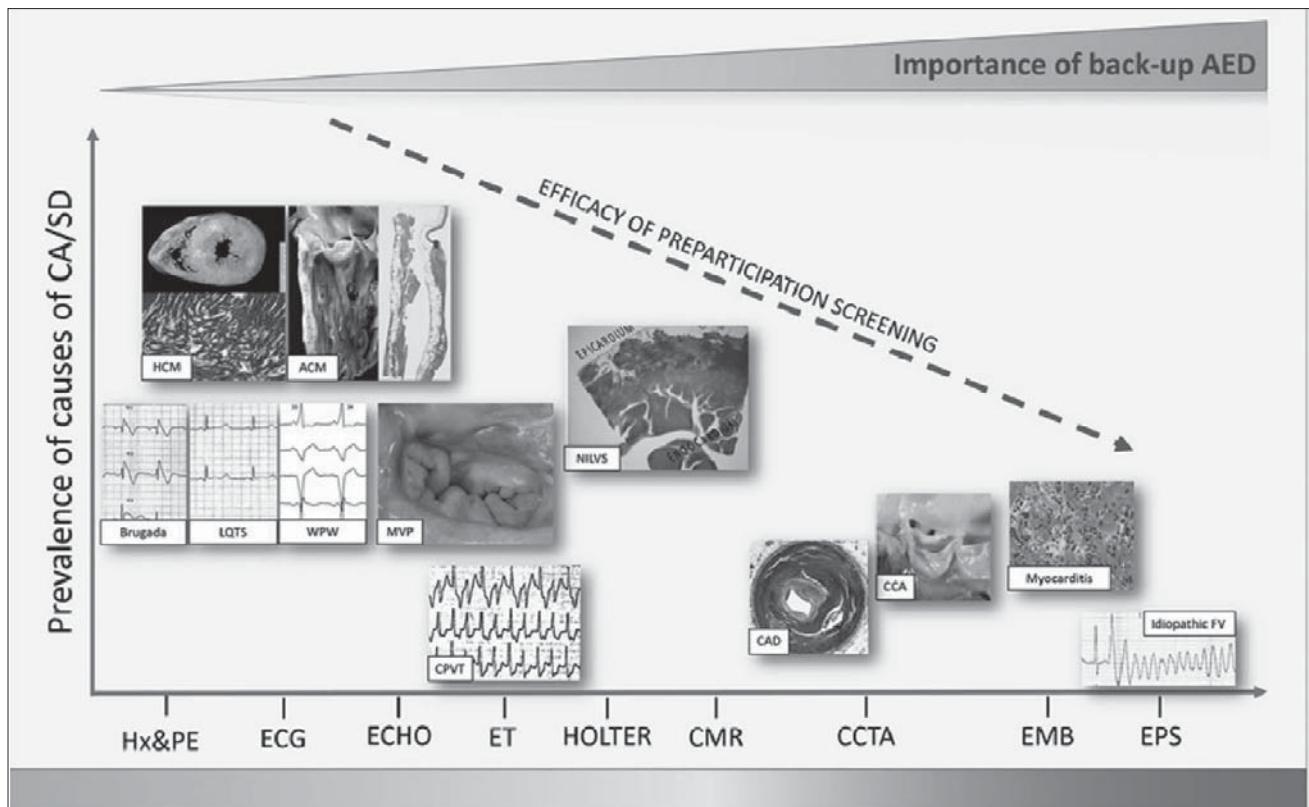 Importance of back-up AED
EFFICACY OF PREPARTICIPATION SCREENING
Prevalence of causes of CA/SD
HCM
ACM
EPICARDIUM
NILVS
Brugada
LQTS
WPW
MVP
CCA
Myocarditis
CAD
Idiopathic FV
CPVT
Hx&PE
ECG
ECHO
ET
HOLTER
CMR
CCTA
EMB
EPS